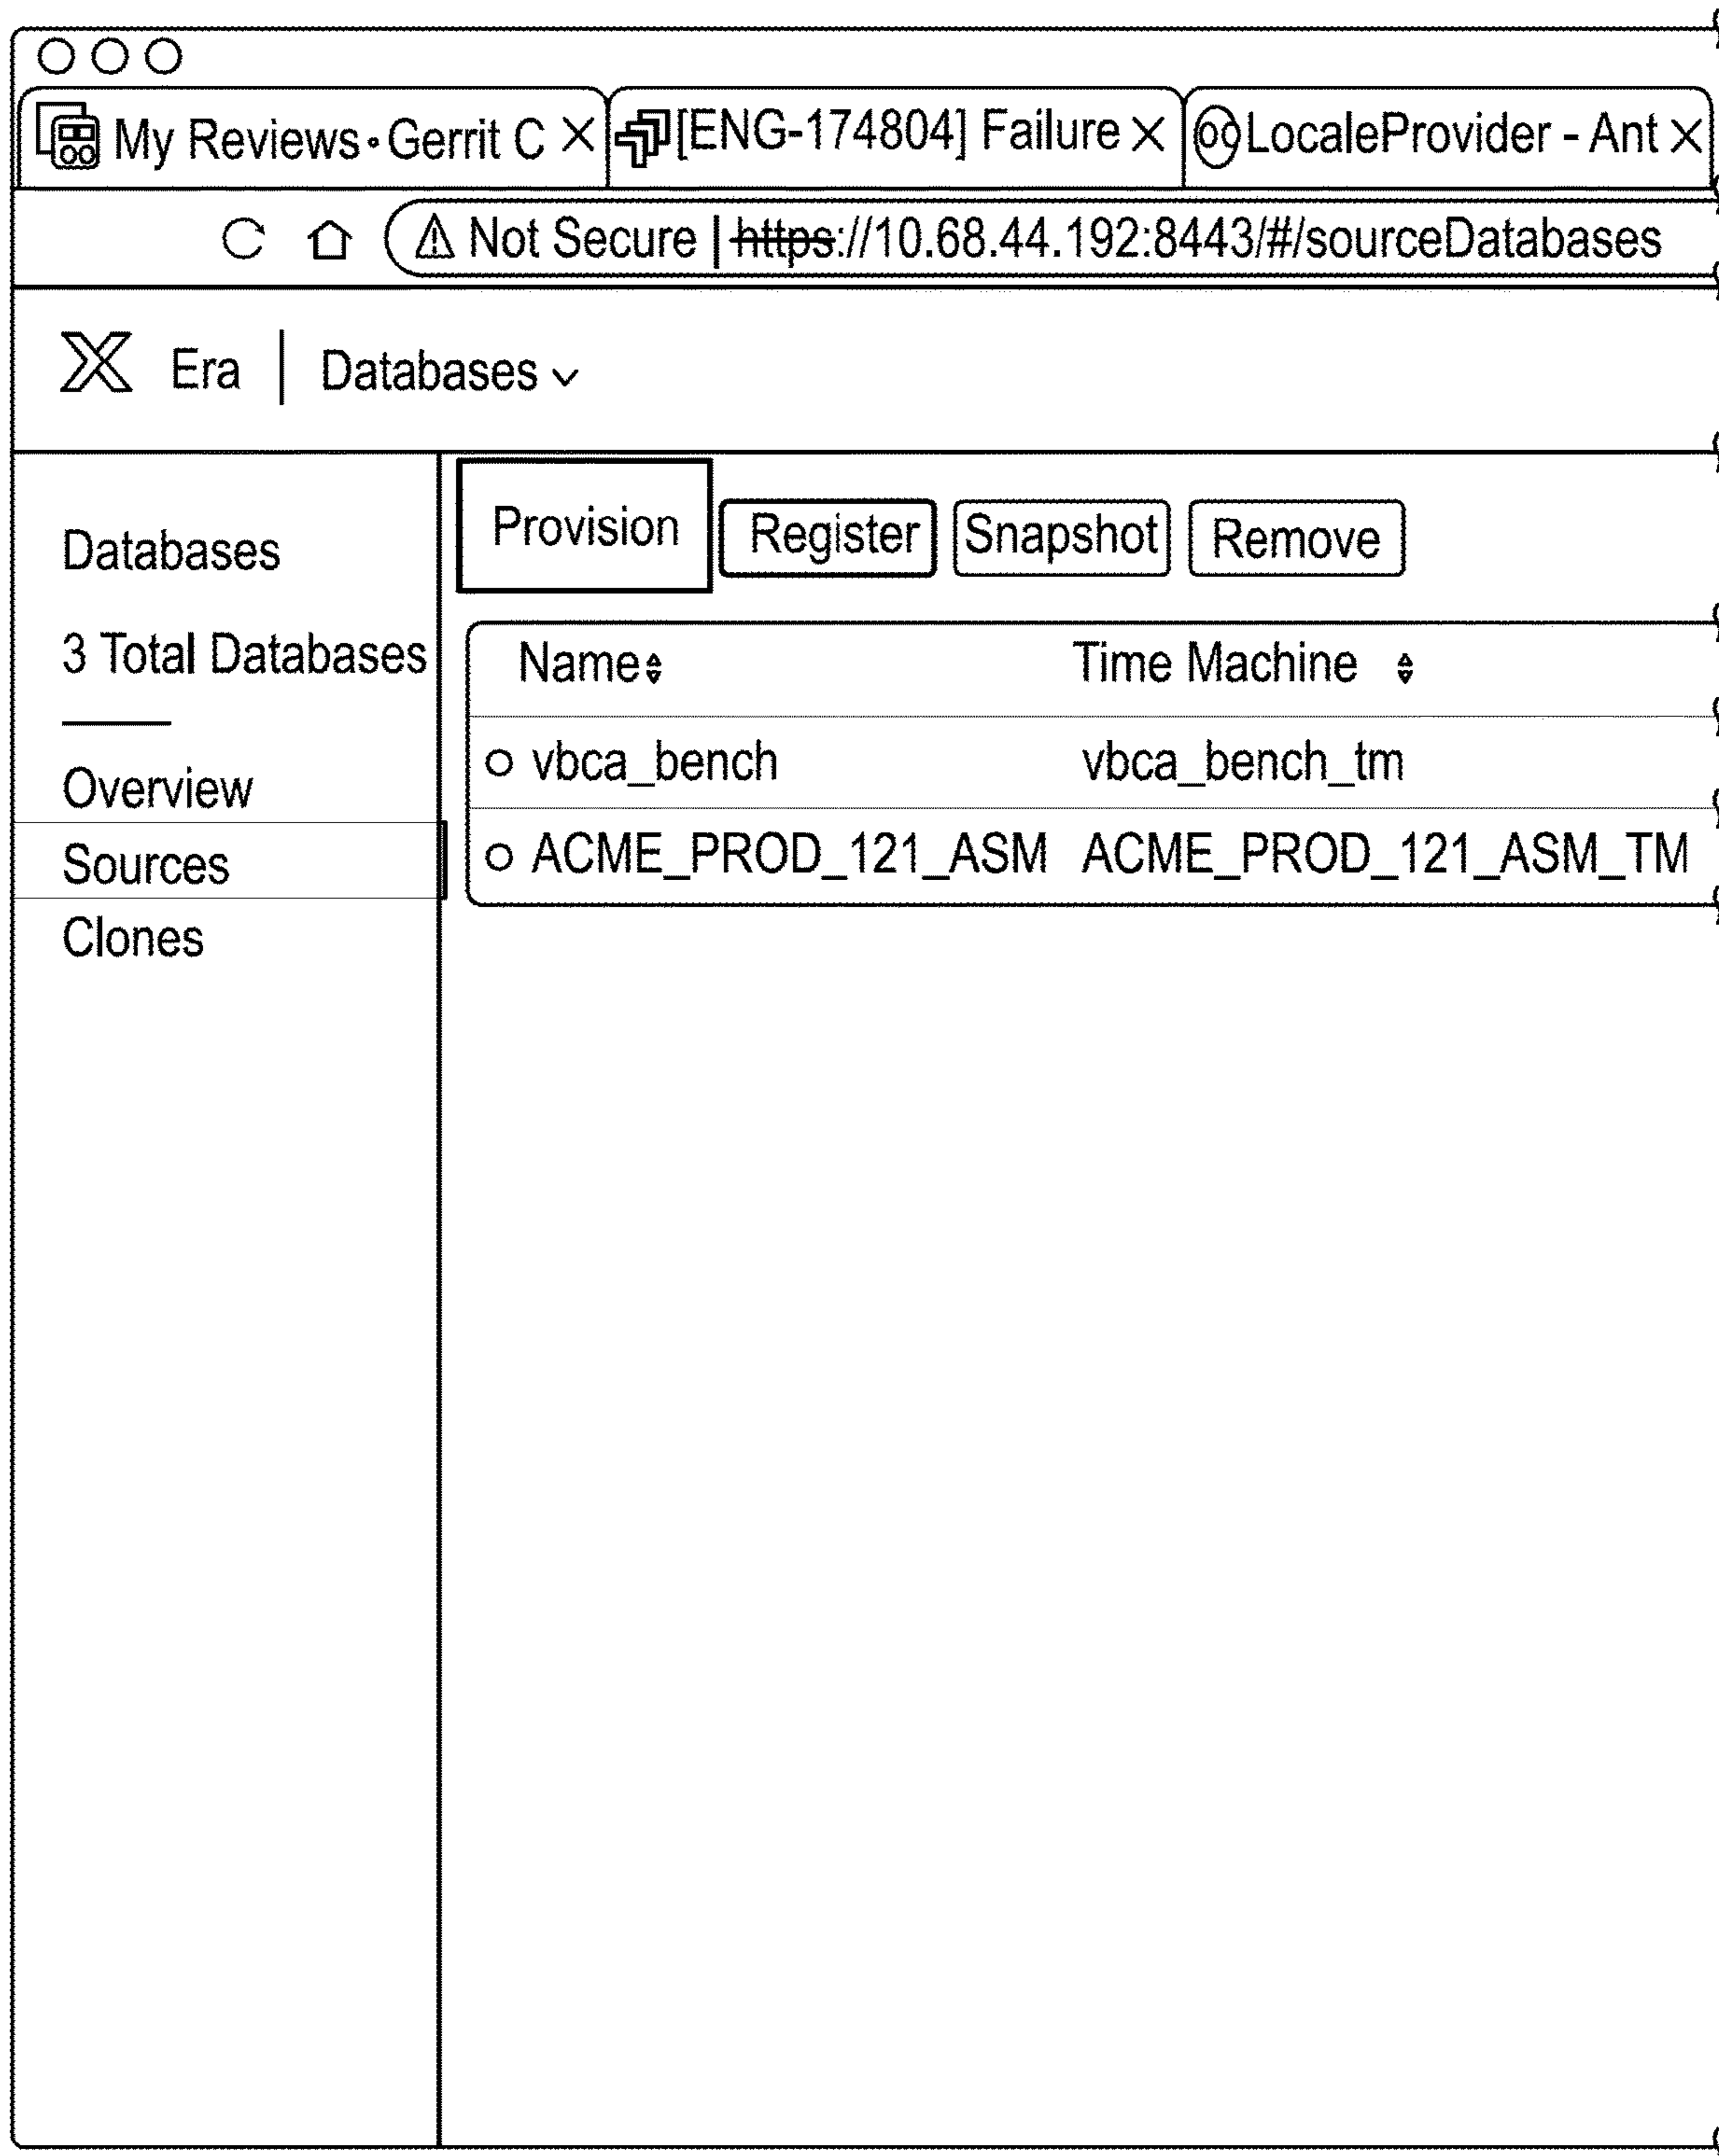 My Reviews • Gerrit C [ENG-174804] Failure LocaleProvider - Ant
Not Secure | https://10.68.44.192:8443/#/sourceDatabases
Era | Databases
Provision Register Snapshot Remove
Databases
3 Total Databases
Overview
Sources
Clones
Name Time Machine
vbca_bench vbca_bench_tm
ACME_PROD_121_ASM ACME_PROD_121_ASM_TM